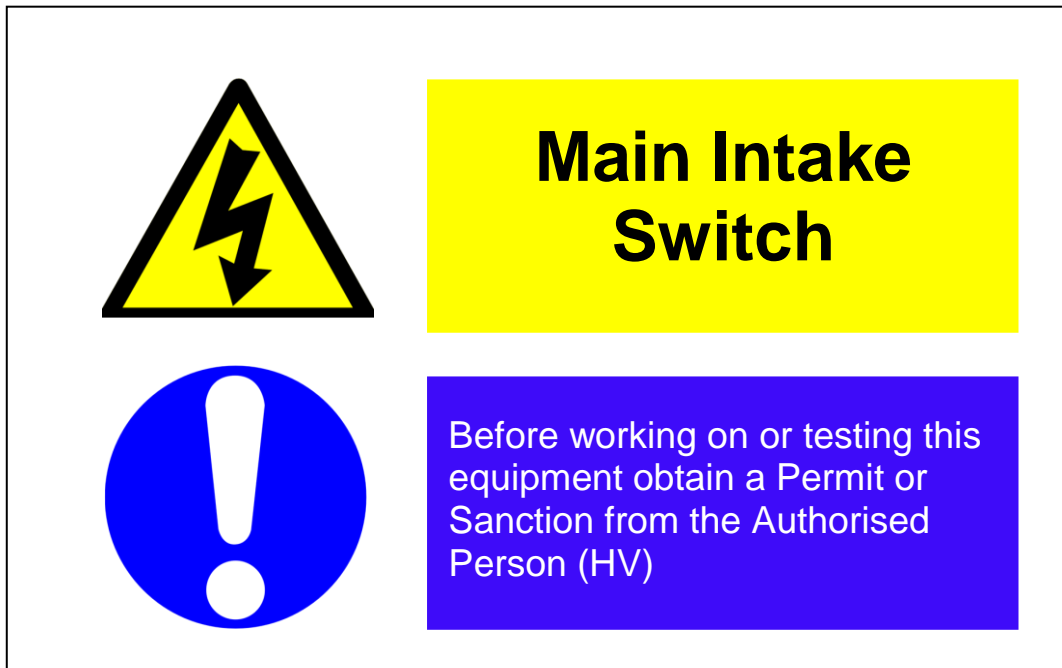 Main Intake
Switch
Before working on or testing this
equipment obtain a Permit or
Sanction from the Authorised
Person (HV)